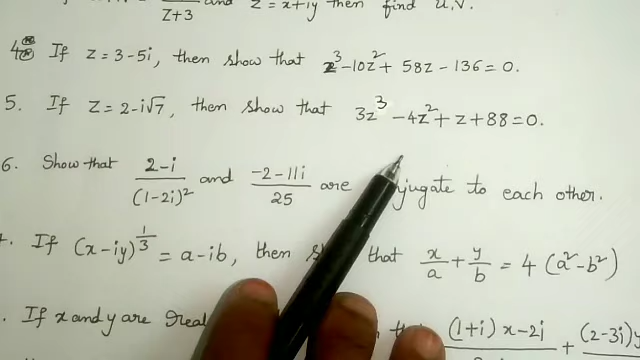 Z+3 and z = x+iy then find u,v.
4 If Z = 3-5i, then show that z³-10z²+ 58z - 136 = 0.
5. If Z = 2-i√7, then show that 3z³ - 4z² + z + 88 = 0.
6. Show that (2-i)/(1-2i)² and (-2-11i)/25 are conjugate to each other.
If (x-iy)^(1/3) = a-ib, then that x/a + y/b = 4 (a²-b²)
If x and y are (1+i) x-2i + (2-3i)y